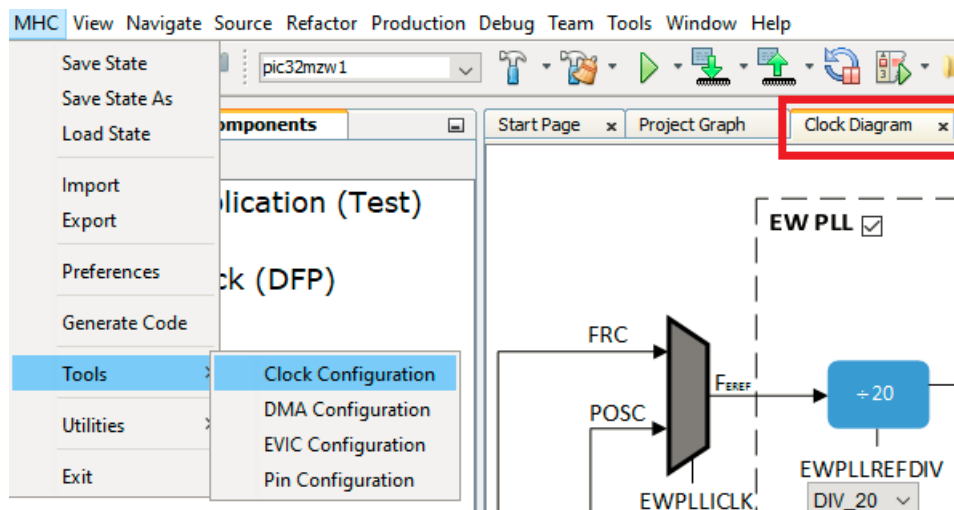 MHC View Navigate Source Refactor Production Debug Team Tools Window Help
Save State
Save State As
Load State
Import
Export
Preferences
Generate Code
Tools
Utilities
Exit
Clock Configuration
DMA Configuration
EVIC Configuration
Pin Configuration
pic32mzw1
omponents
lication (Test)
ck (DFP)
Start Page x Project Graph Clock Diagram x
EW PLL
FRC
FEREF
÷20
POSC
EWPLLREFDIV
EWPLLICLK
DIV_20